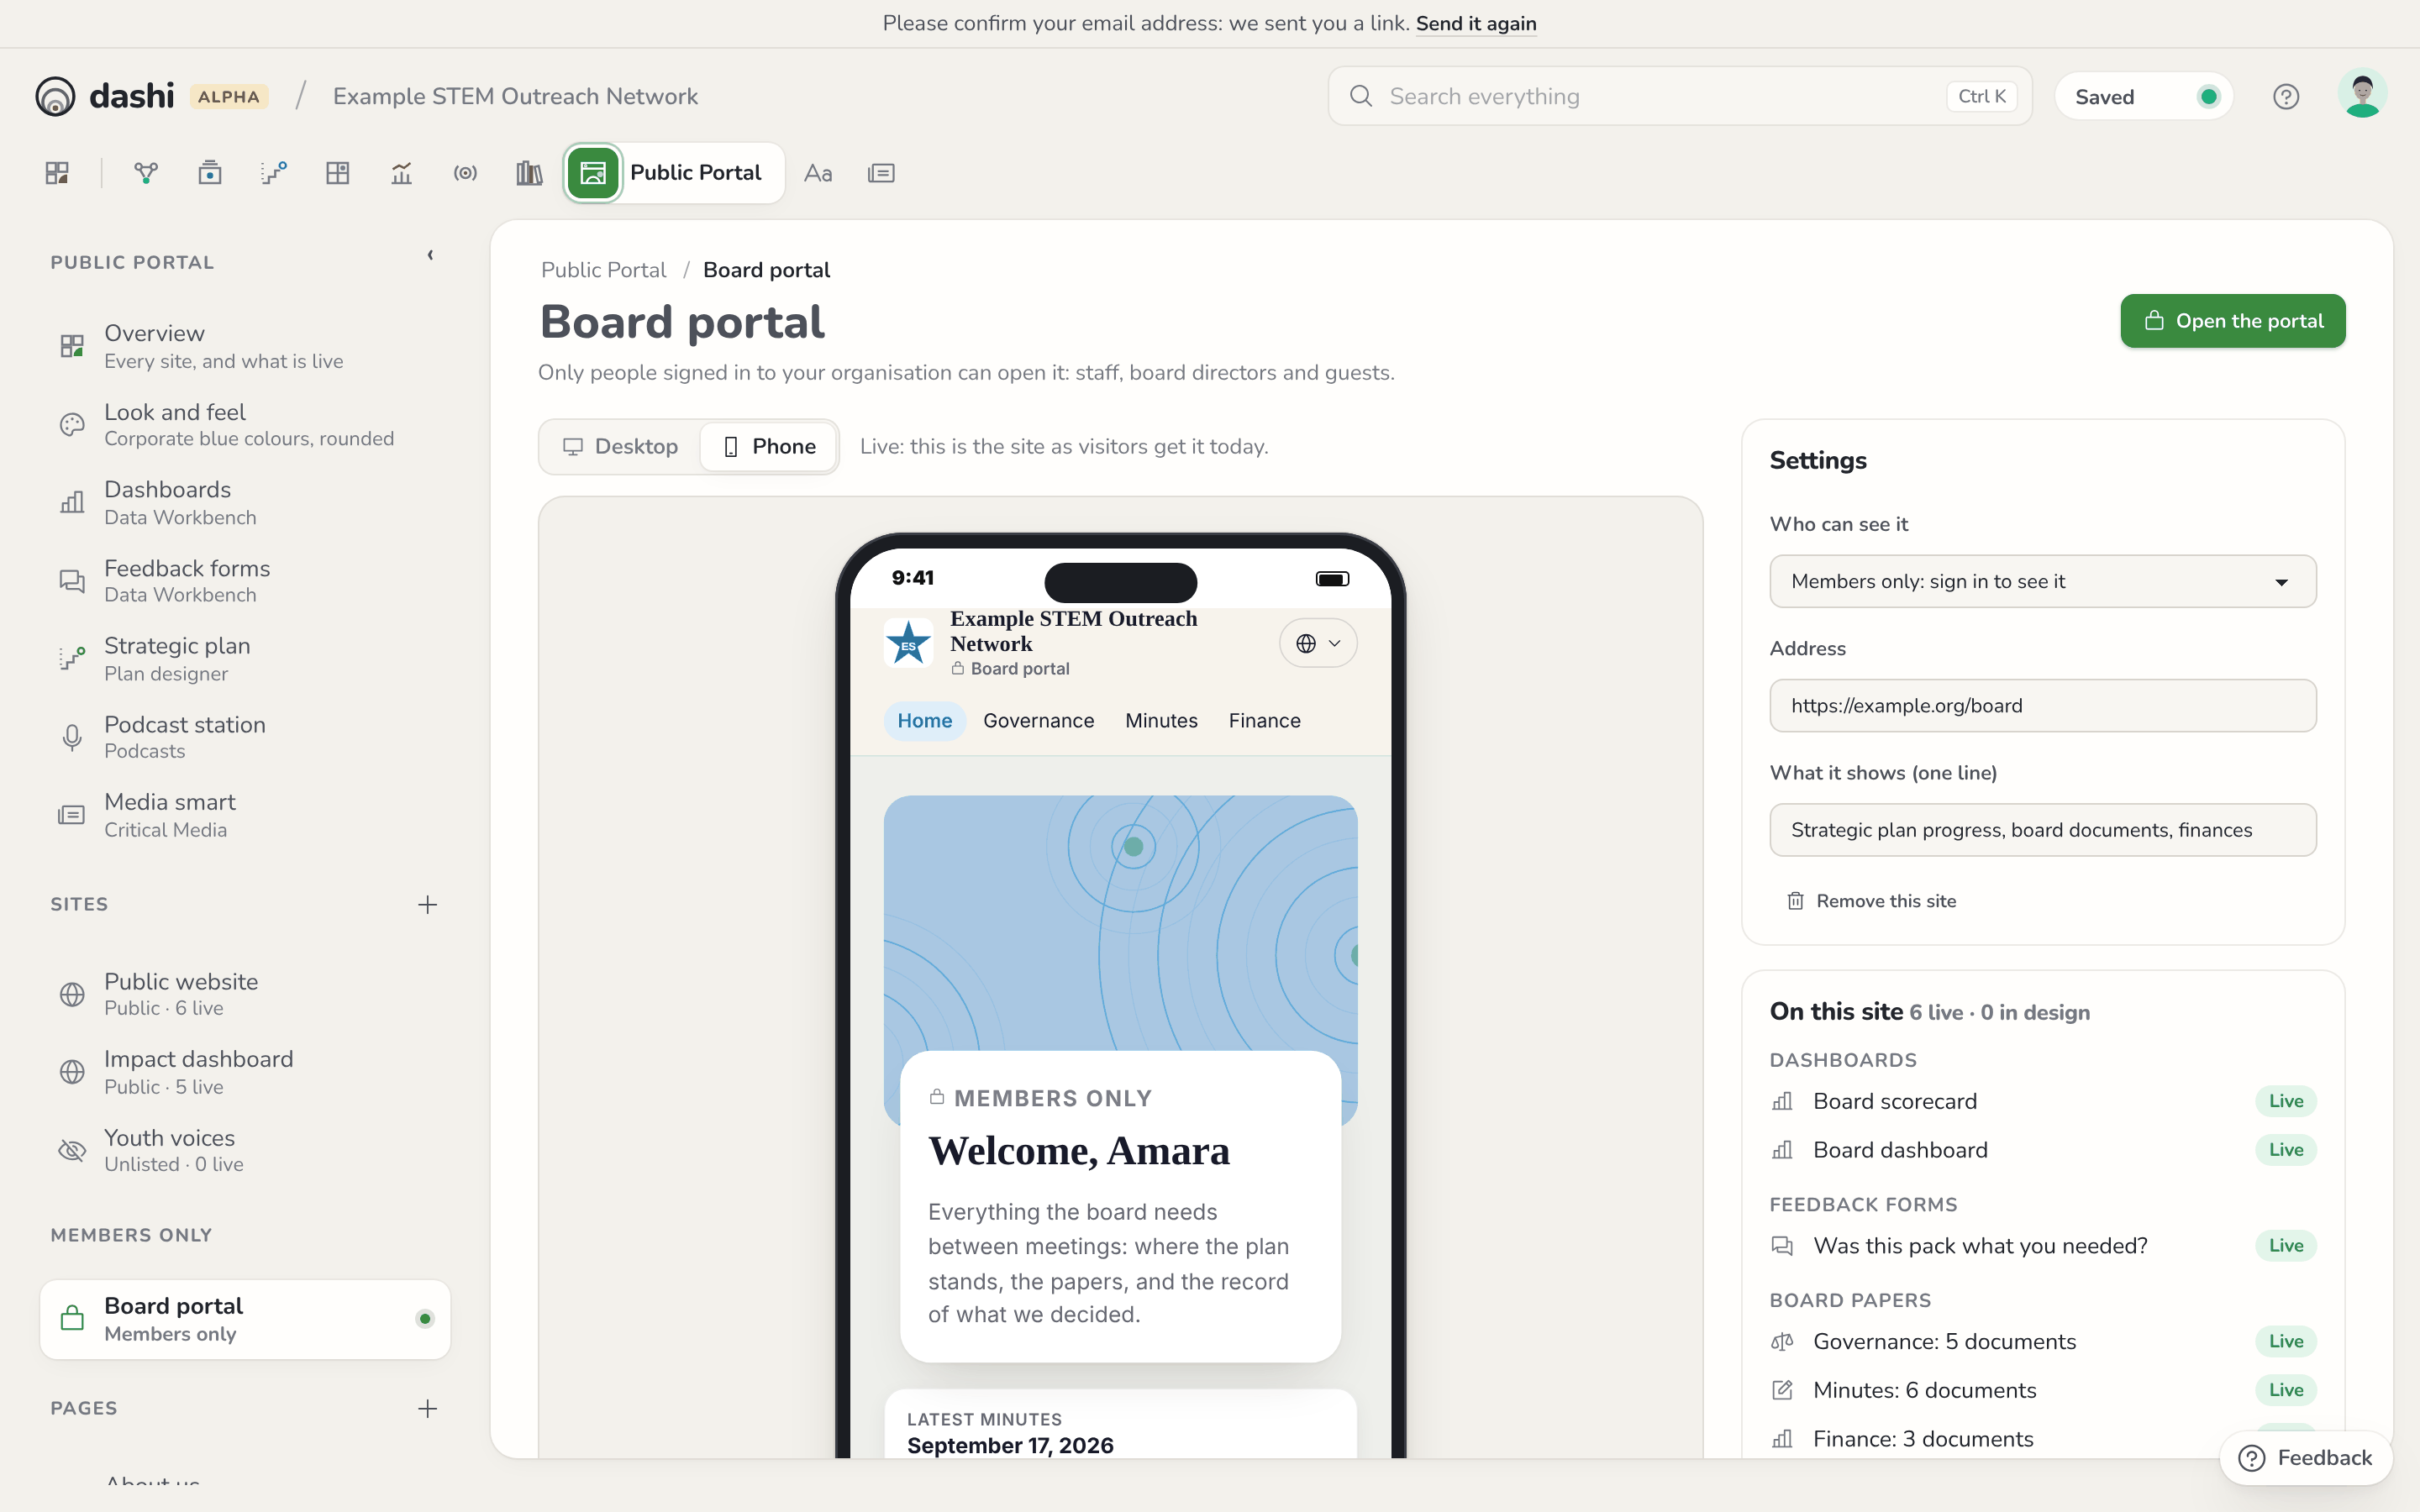 Please confirm your email address: we sent you a link. Send it again
dashi ALPHA / Example STEM Outreach Network
Search everything Ctrl K
Saved
Public Portal
Aa
PUBLIC PORTAL
Overview
Every site, and what is live
Look and feel
Corporate blue colours, rounded
Dashboards
Data Workbench
Feedback forms
Data Workbench
Strategic plan
Plan designer
Podcast station
Podcasts
Media smart
Critical Media
SITES
Public website
Public · 6 live
Impact dashboard
Public · 5 live
Youth voices
Unlisted · 0 live
MEMBERS ONLY
Board portal
Members only
PAGES
About us
Public Portal / Board portal
Board portal
Only people signed in to your organisation can open it: staff, board directors and guests.
Open the portal
Desktop
Phone
Live: this is the site as visitors get it today.
9:41
ES
Example STEM Outreach
Network
Board portal
Home Governance Minutes Finance
MEMBERS ONLY
Welcome, Amara
Everything the board needs
between meetings: where the plan
stands, the papers, and the record
of what we decided.
LATEST MINUTES
September 17, 2026
Settings
Who can see it
Members only: sign in to see it
Address
https://example.org/board
What it shows (one line)
Strategic plan progress, board documents, finances
Remove this site
On this site 6 live · 0 in design
DASHBOARDS
Board scorecard Live
Board dashboard Live
FEEDBACK FORMS
Was this pack what you needed? Live
BOARD PAPERS
Governance: 5 documents Live
Minutes: 6 documents Live
Finance: 3 documents
Feedback